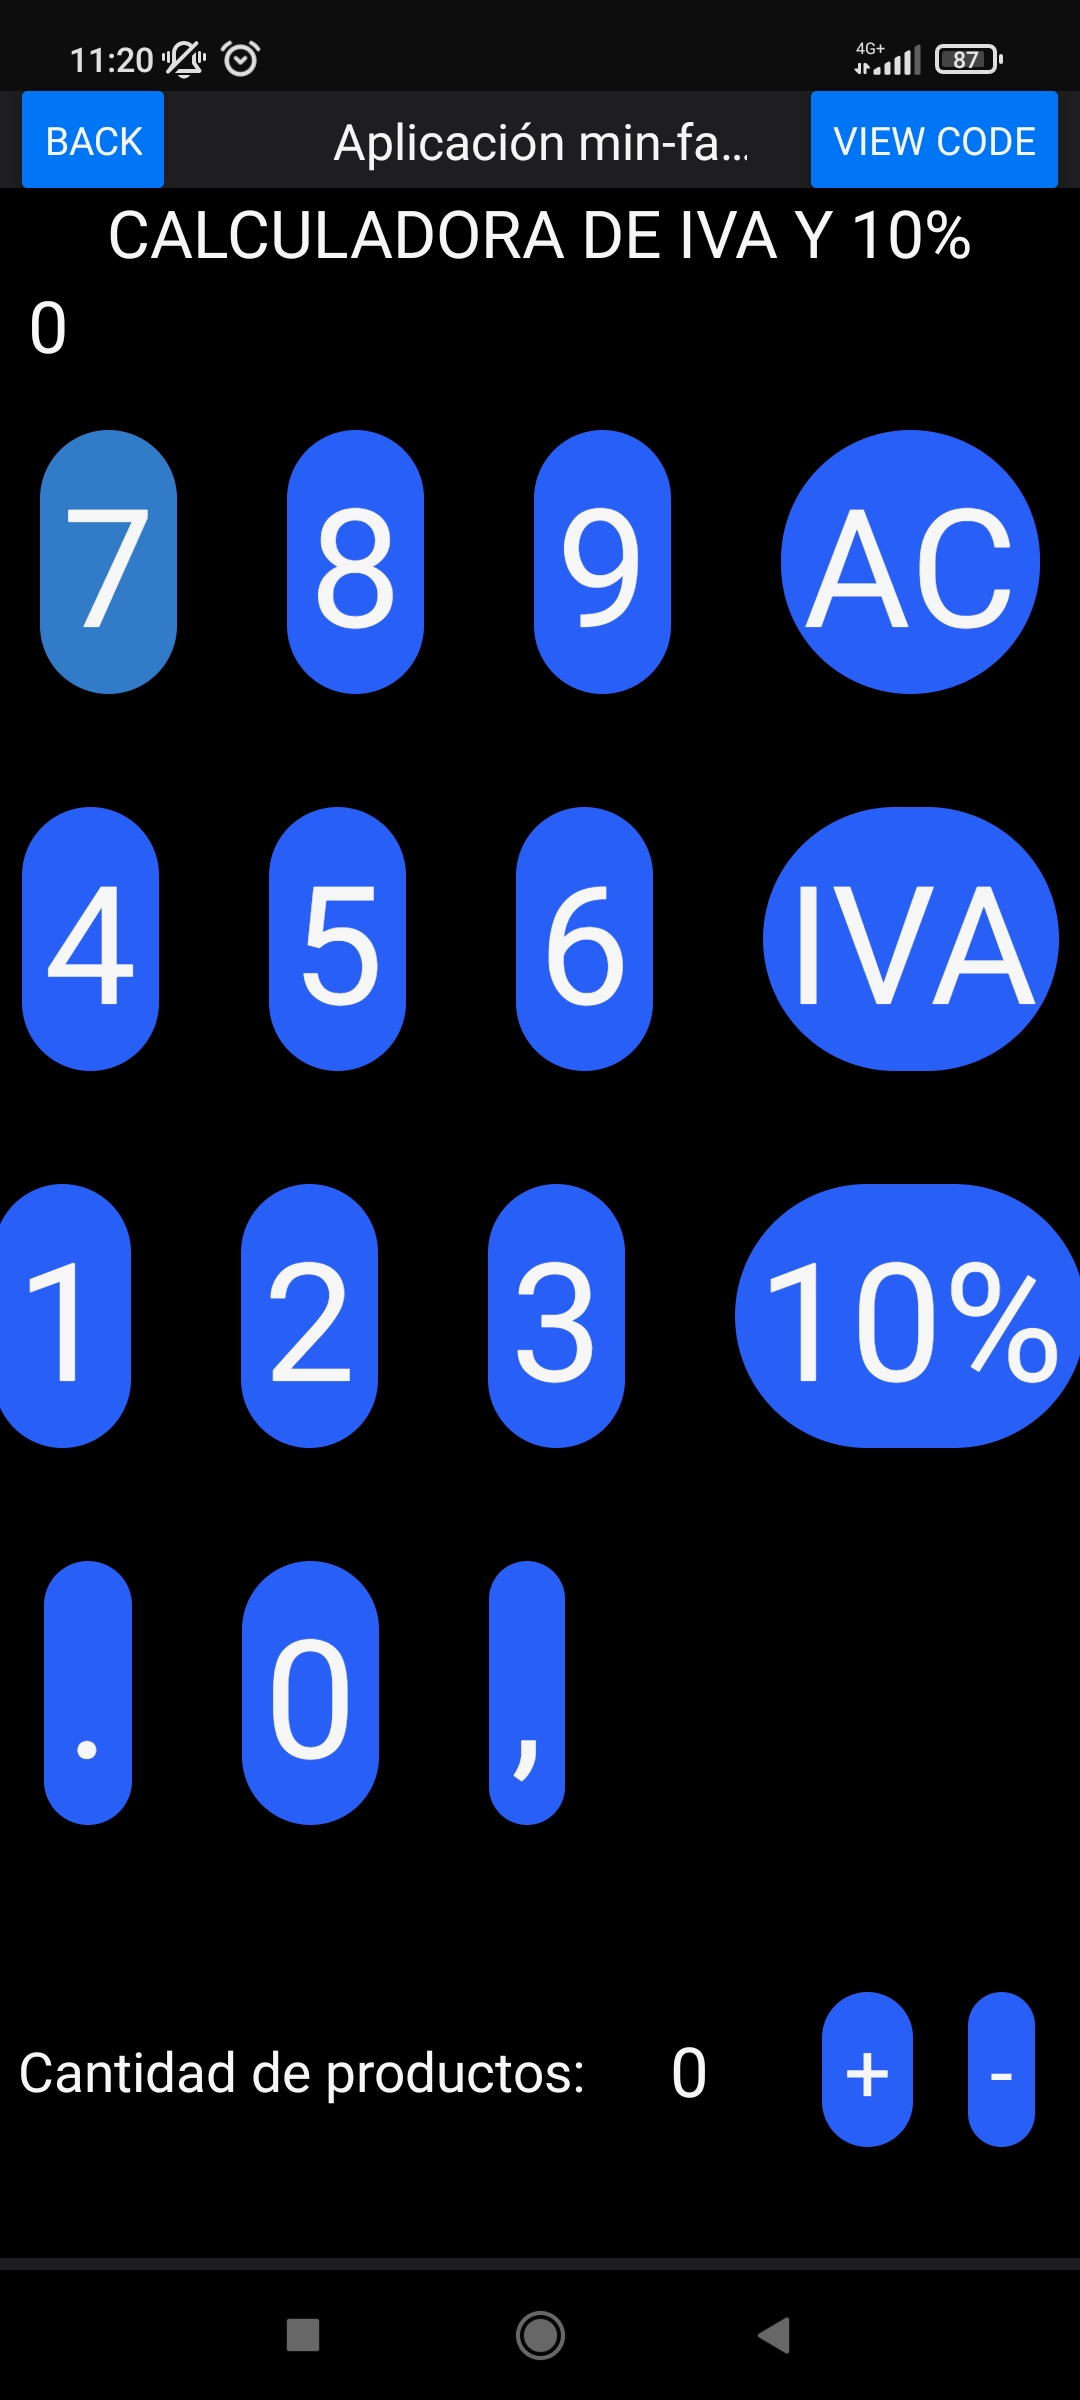 11:20 4G+ 87
BACK Aplicación min-fa... VIEW CODE
CALCULADORA DE IVA Y 10%
0
7 8 9 AC
4 5 6 IVA
1 2 3 10%
. 0 ,
Cantidad de productos: 0 + -